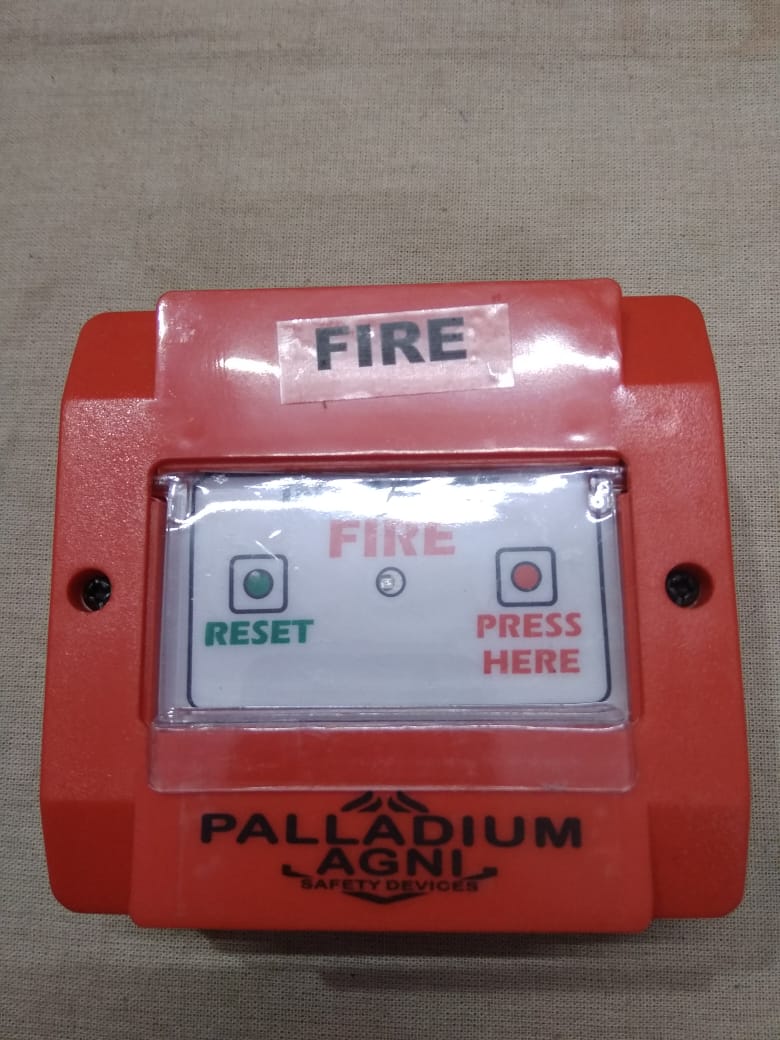 FIRE
FIRE
RESET
PRESS
HERE
PALLADIUM
AGNI
SAFETY DEVICES